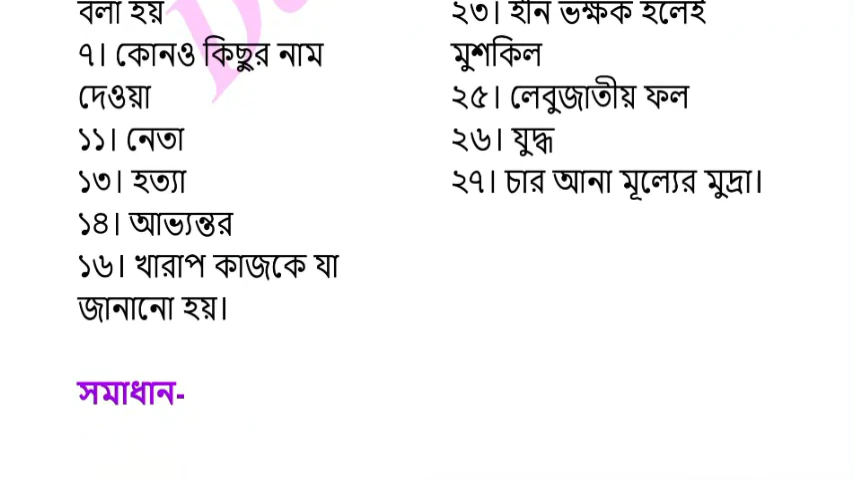 বলা হয়
৭। কোনও কিছুর নাম
দেওয়া
১১। নেতা
১৩। হত্যা
১৪। আভ্যন্তর
১৬। খারাপ কাজকে যা
জানানো হয়।
২৩। হীন ভক্ষক হলেই
মুশকিল
২৫। লেবুজাতীয় ফল
২৬। যুদ্ধ
২৭। চার আনা মূল্যের মুদ্রা।
সমাধান-